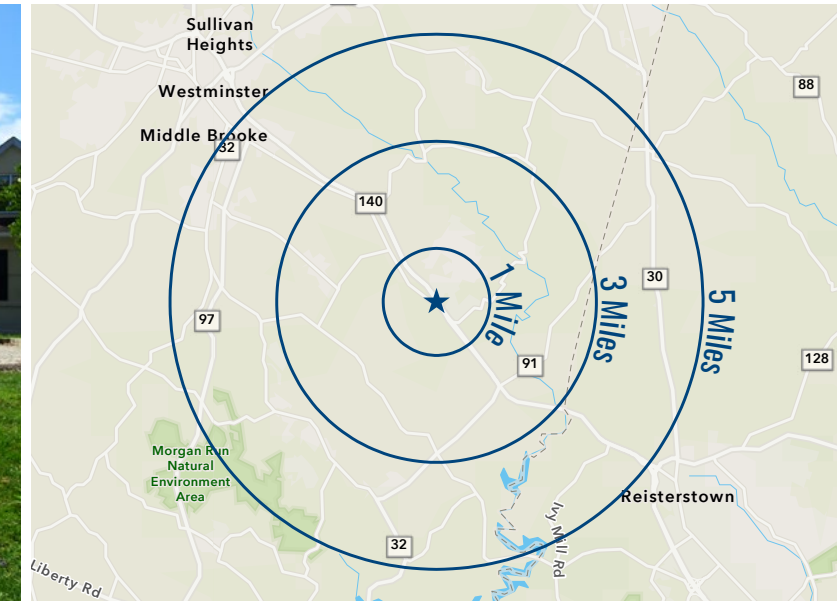 Sullivan
Heights
88
Westminster
Middle Brooke
32
140
1 Mile
3 Miles
5 Miles
30
97
91
128
Morgan Run
Natural
Environment
Area
Reisterstown
Ivy Mill Rd
32
Liberty Rd